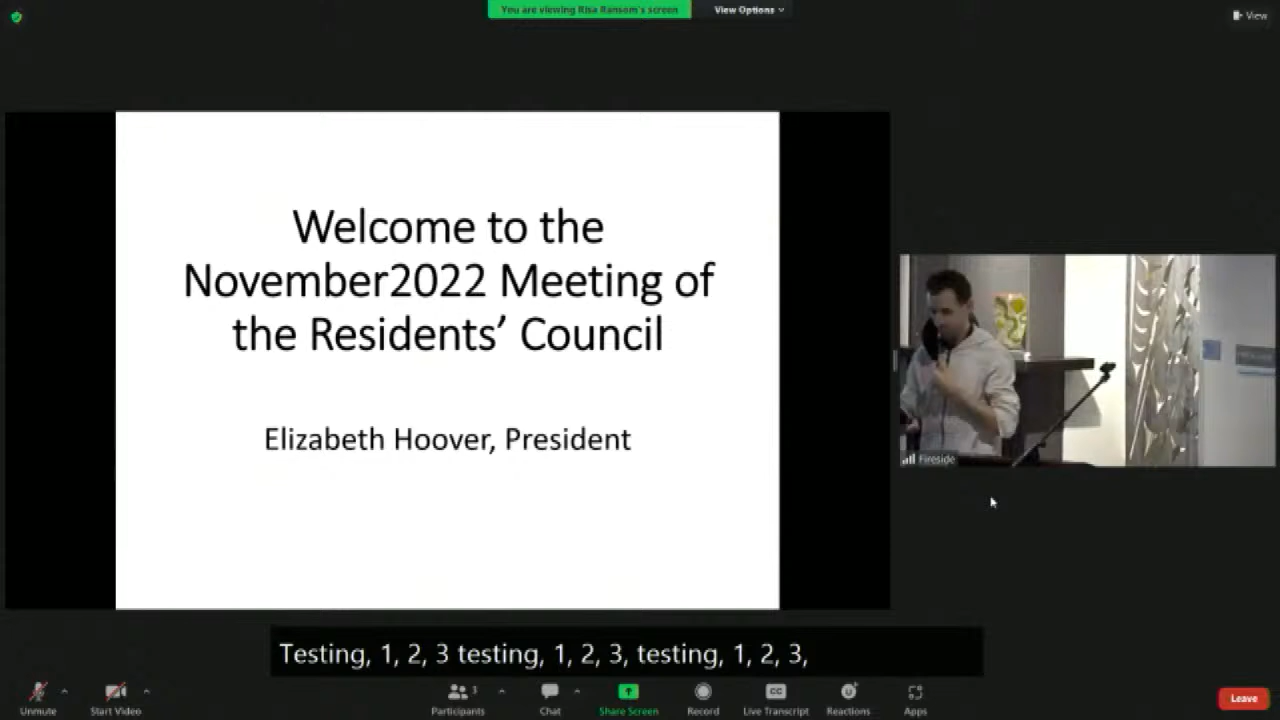 You are viewing Risa Ransom's screen
View Options
View
Welcome to the
November2022 Meeting of
the Residents’ Council
Elizabeth Hoover, President
Fireside
Testing, 1, 2, 3 testing, 1, 2, 3, testing, 1, 2, 3,
Unmute
Start Video
Participants
3
Chat
Share Screen
Record
CC
Live Transcript
Reactions
Apps
Leave